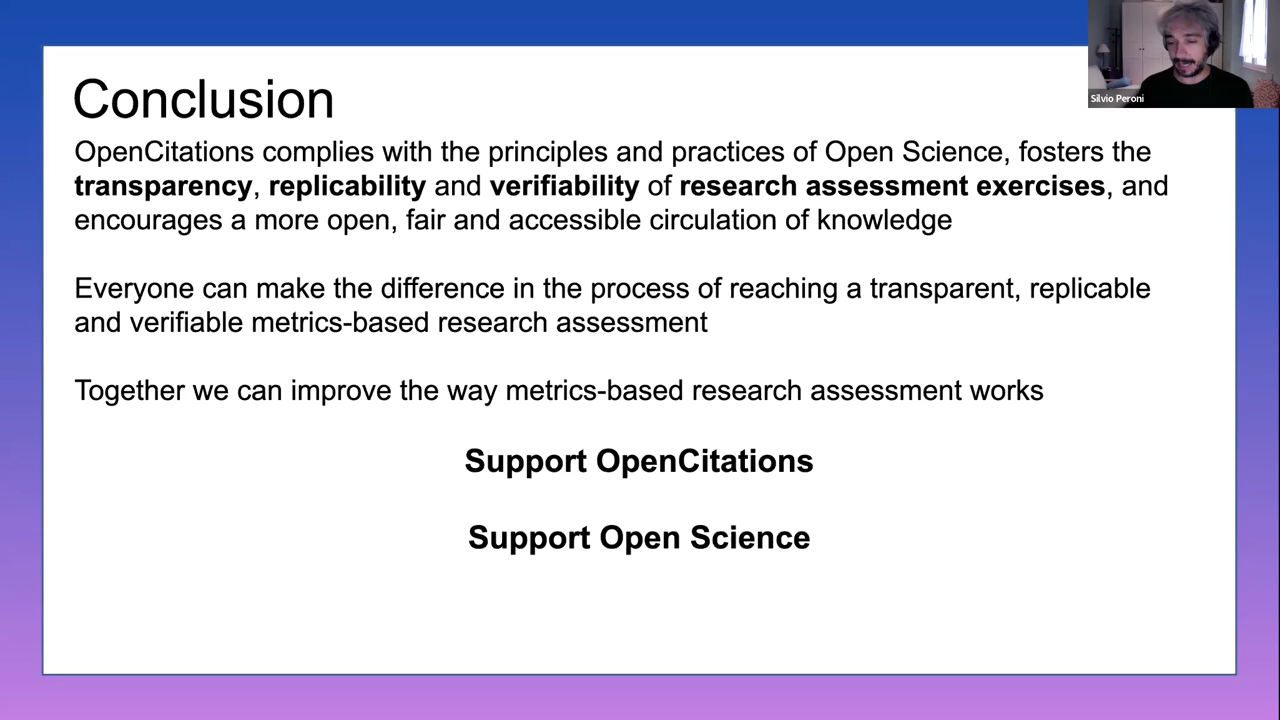 Conclusion
OpenCitations complies with the principles and practices of Open Science, fosters the
transparency, replicability and verifiability of research assessment exercises, and
encourages a more open, fair and accessible circulation of knowledge
Everyone can make the difference in the process of reaching a transparent, replicable
and verifiable metrics-based research assessment
Together we can improve the way metrics-based research assessment works
Support OpenCitations
Support Open Science
Silvio Peroni